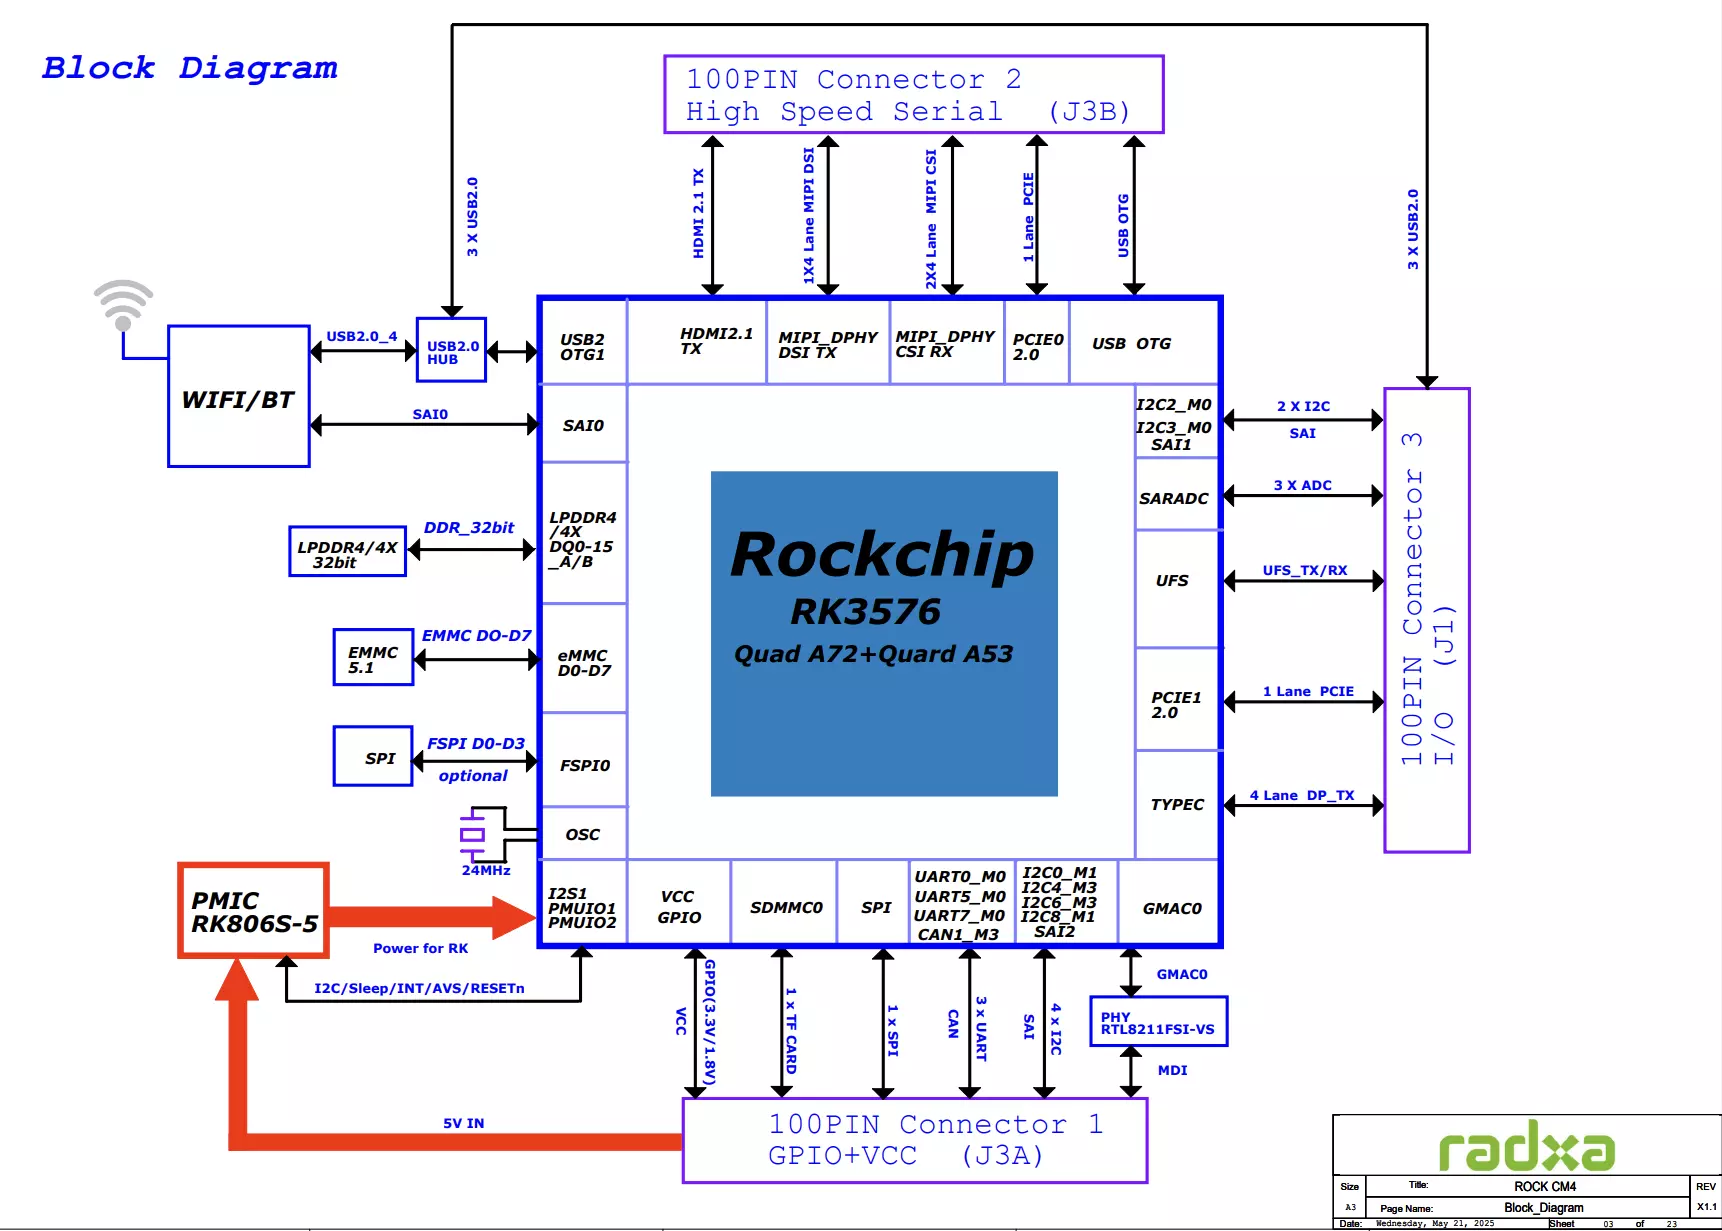 Block Diagram
100PIN Connector 2
High Speed Serial (J3B)
3 X USB2.0
HDMI 2.1 TX
1X4 Lane MIPI DSI
2X4 Lane MIPI CSI
1 Lane PCIE
USB OTG
3 X USB2.0
WIFI/BT
USB2.0_4
USB2.0
HUB
SAI0
USB2
OTG1
HDMI2.1
TX
MIPI_DPHY
DSI TX
MIPI_DPHY
CSI RX
PCIE0
2.0
USB OTG
SAI0
I2C2_M0
I2C3_M0
SAI1
2 X I2C
SAI
LPDDR4/4X
32bit
DDR_32bit
LPDDR4
/4X
DQ0-15
_A/B
SARADC
3 X ADC
Rockchip
RK3576
Quad A72+Quard A53
UFS
UFS_TX/RX
100PIN Connector 3
I/O (J1)
EMMC
5.1
EMMC DO-D7
eMMC
D0-D7
PCIE1
2.0
1 Lane PCIE
SPI
FSPI D0-D3
optional
FSPI0
TYPEC
4 Lane DP_TX
24MHz
OSC
PMIC
RK806S-5
Power for RK
I2C/Sleep/INT/AVS/RESETn
I2S1
PMUIO1
PMUIO2
VCC
GPIO
SDMMC0
SPI
UART0_M0
UART5_M0
UART7_M0
CAN1_M3
I2C0_M1
I2C4_M3
I2C6_M3
I2C8_M1
SAI2
GMAC0
VCC
GPIO(3.3V/1.8V)
1 x TF CARD
1 x SPI
CAN
3 x UART
SAI
4 x I2C
GMAC0
PHY
RTL8211FSI-VS
MDI
5V IN
100PIN Connector 1
GPIO+VCC (J3A)
radxa
Size
A3
Title:
ROCK CM4
REV
X1.1
Page Name:
Block_Diagram
Date:
Wednesday, May 21, 2025
Sheet 03 of 23